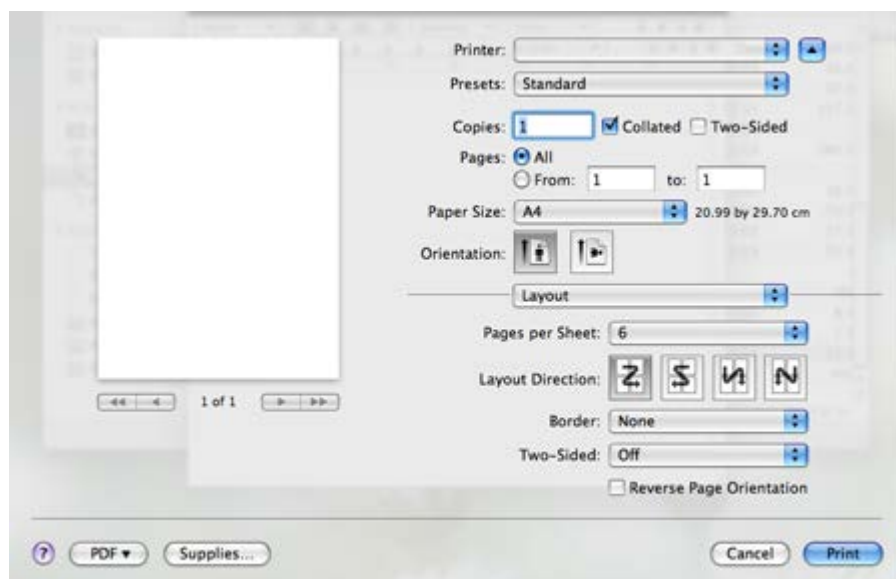 Printer:
Presets: Standard
Copies: 1 Collated Two-Sided
Pages: All
From: 1 to: 1
Paper Size: A4 20.99 by 29.70 cm
Orientation:
Layout
Pages per Sheet: 6
Layout Direction:
1 of 1
Border: None
Two-Sided: Off
Reverse Page Orientation
? PDF Supplies... Cancel Print